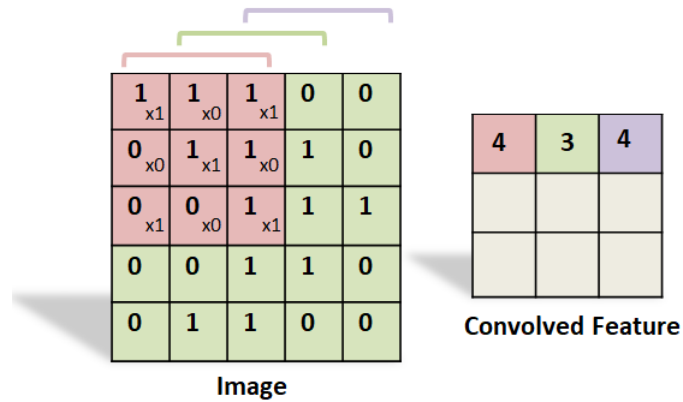 1 x1 1 x0 1 x1 0 0
0 x0 1 x1 1 x0 1 0
0 x1 0 x0 1 x1 1 1
0 0 1 1 0
0 1 1 0 0
Image
4 3 4
Convolved Feature